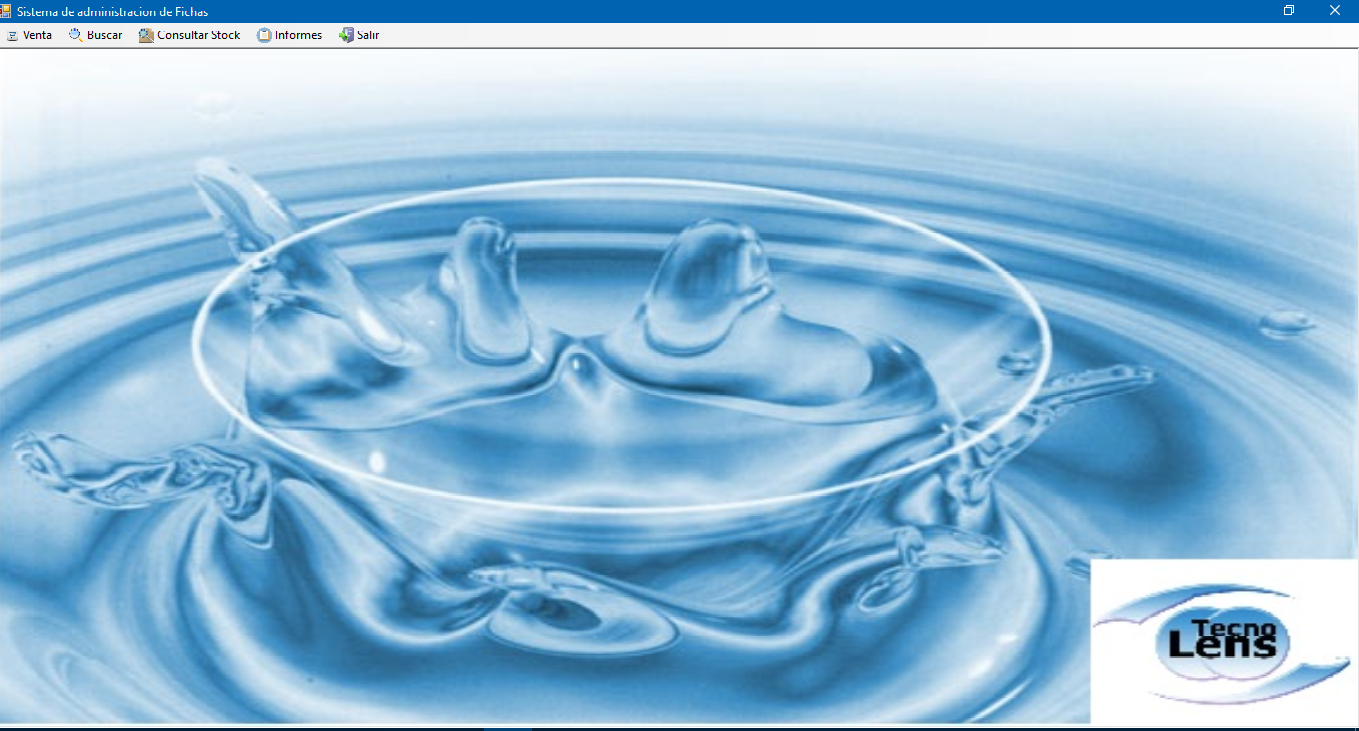 Sistema de administracion de Fichas
Venta Buscar Consultar Stock Informes Salir
Tecno
Lens